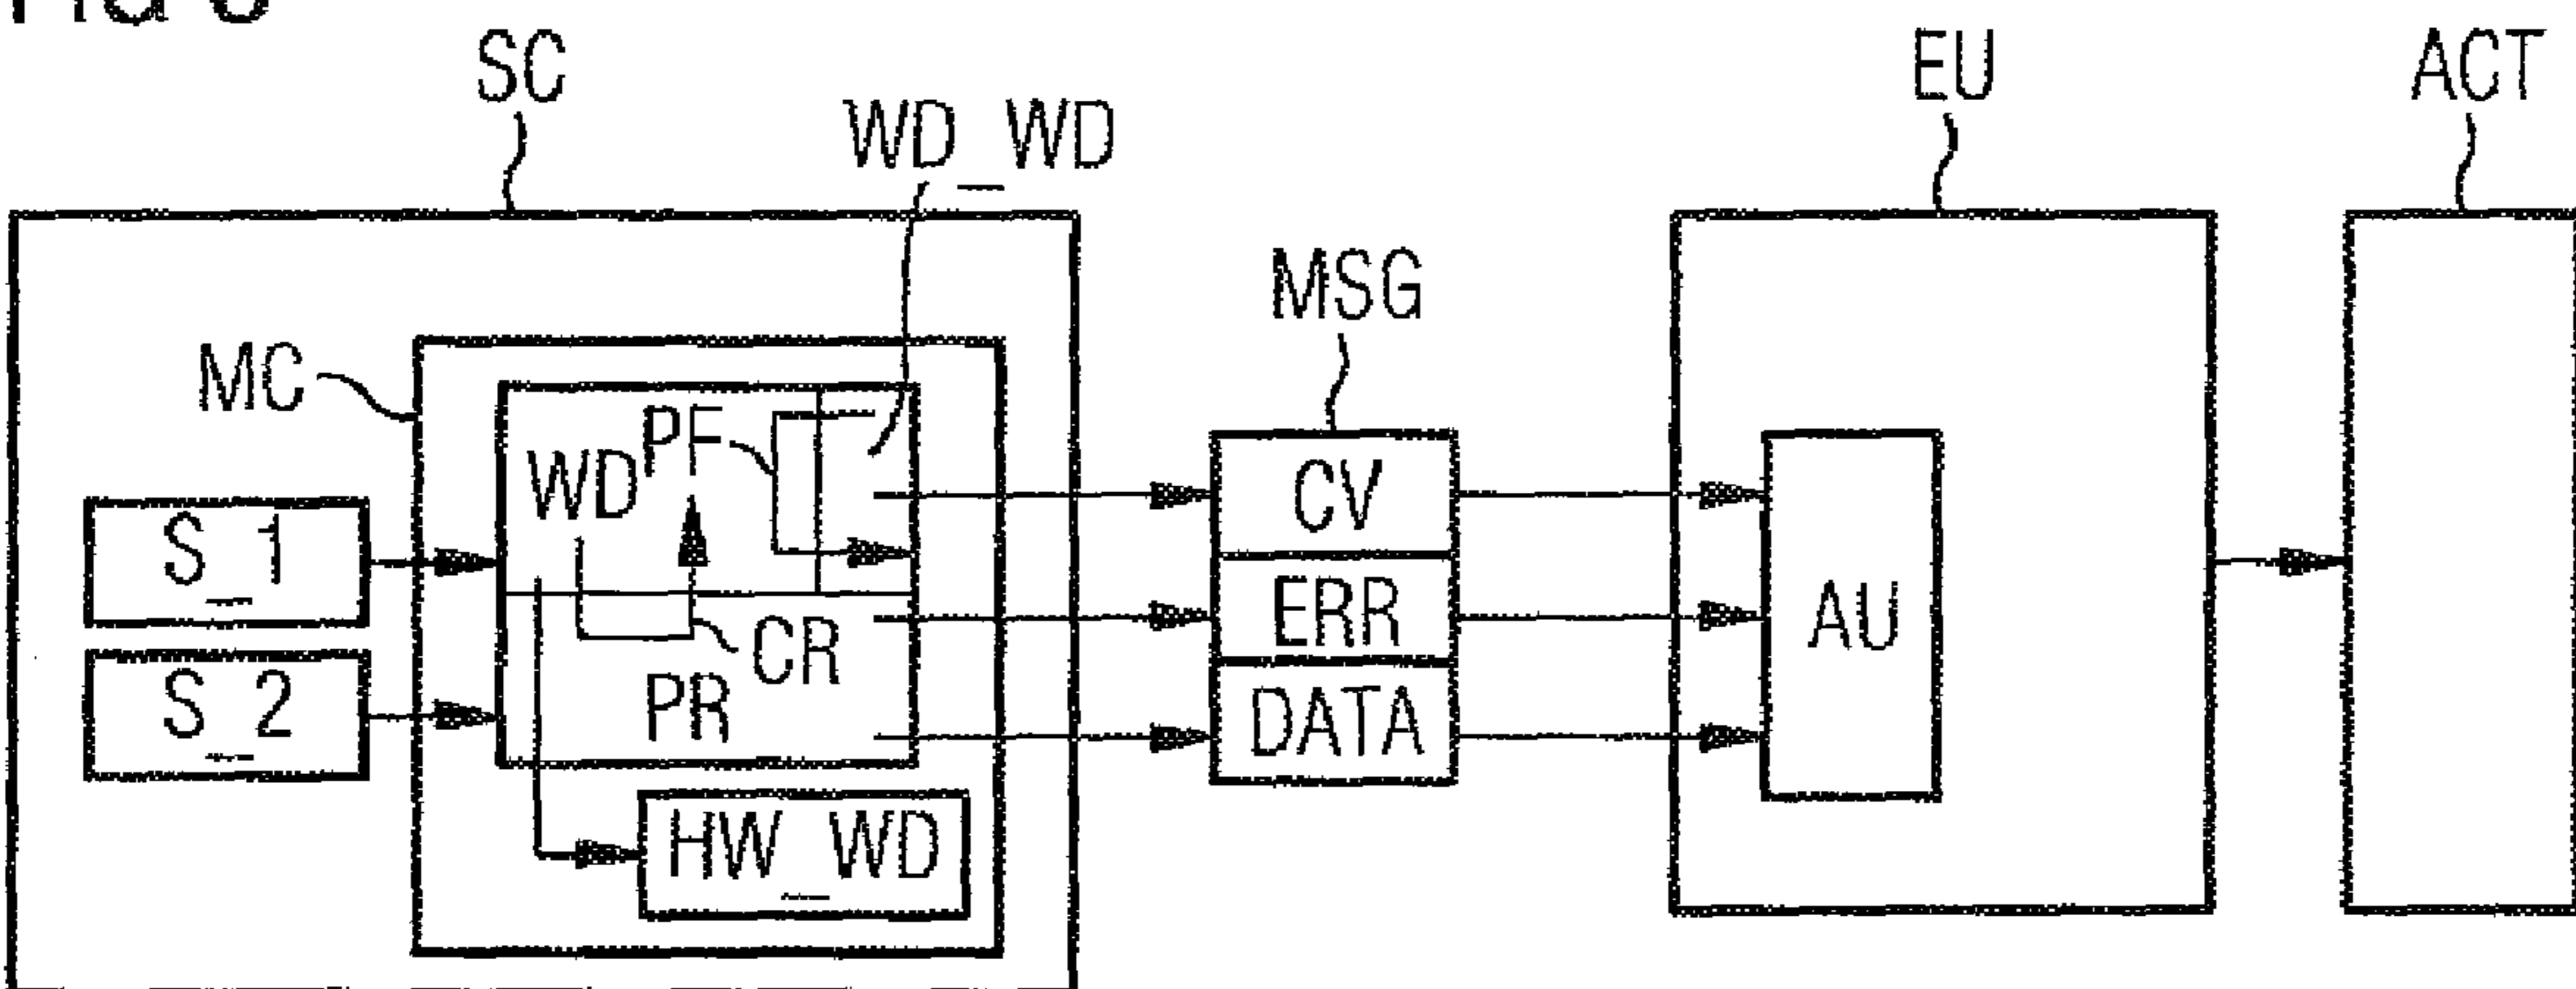 SC
EU
ACT
WD_WD
MSG
MC
PF
WD
CV
S_1
ERR
AU
CR
S_2
PR
DATA
HW_WD